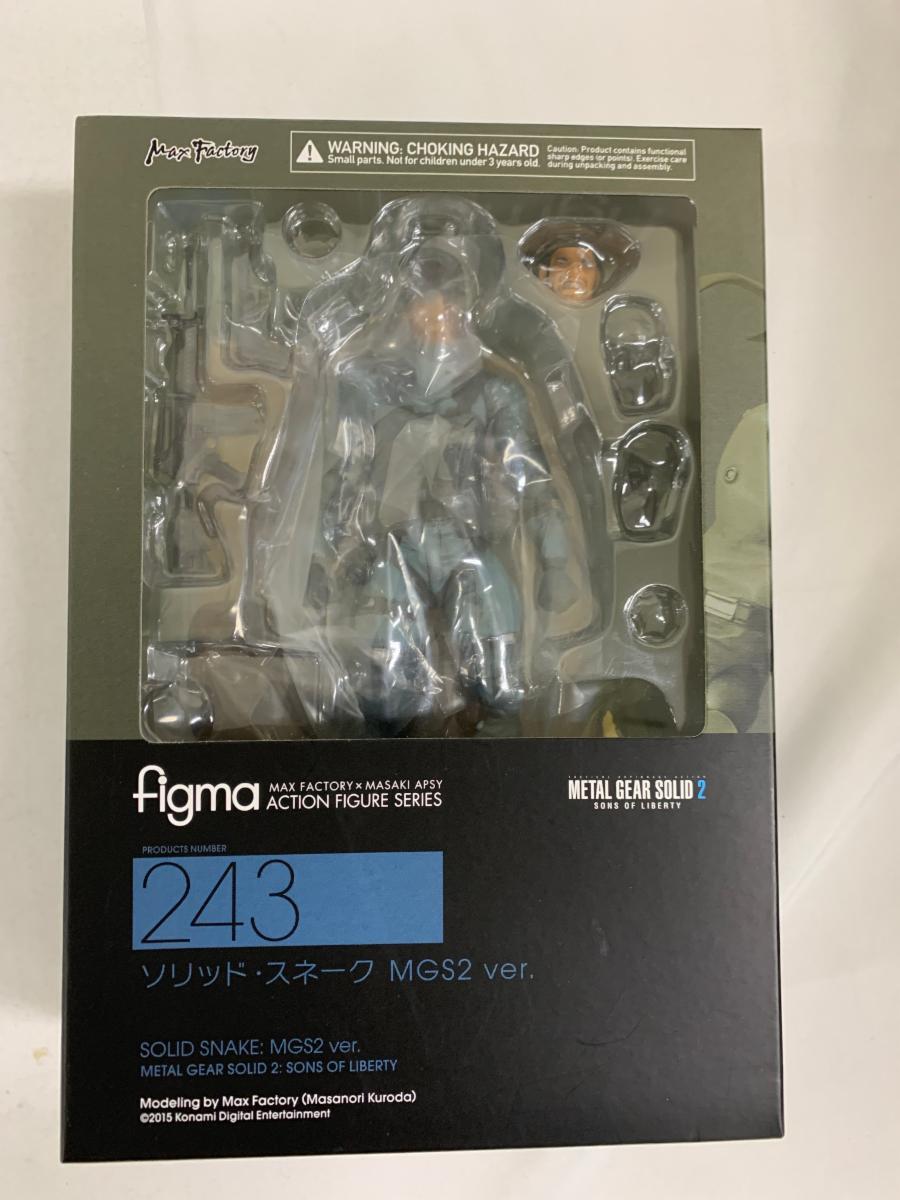 Max Factory
WARNING: CHOKING HAZARD
Small parts. Not for children under 3 years old.
Caution: Product contains functional
sharp edges (or points). Exercise care
during unpacking and assembly.
figma MAX FACTORY × MASAKI APSY
ACTION FIGURE SERIES
TACTICAL ESPIONAGE ACTION
METAL GEAR SOLID 2
SONS OF LIBERTY
PRODUCTS NUMBER
243
ソリッド・スネーク MGS2 ver.
SOLID SNAKE: MGS2 ver.
METAL GEAR SOLID 2: SONS OF LIBERTY
Modeling by Max Factory (Masanori Kuroda)
©2015 Konami Digital Entertainment